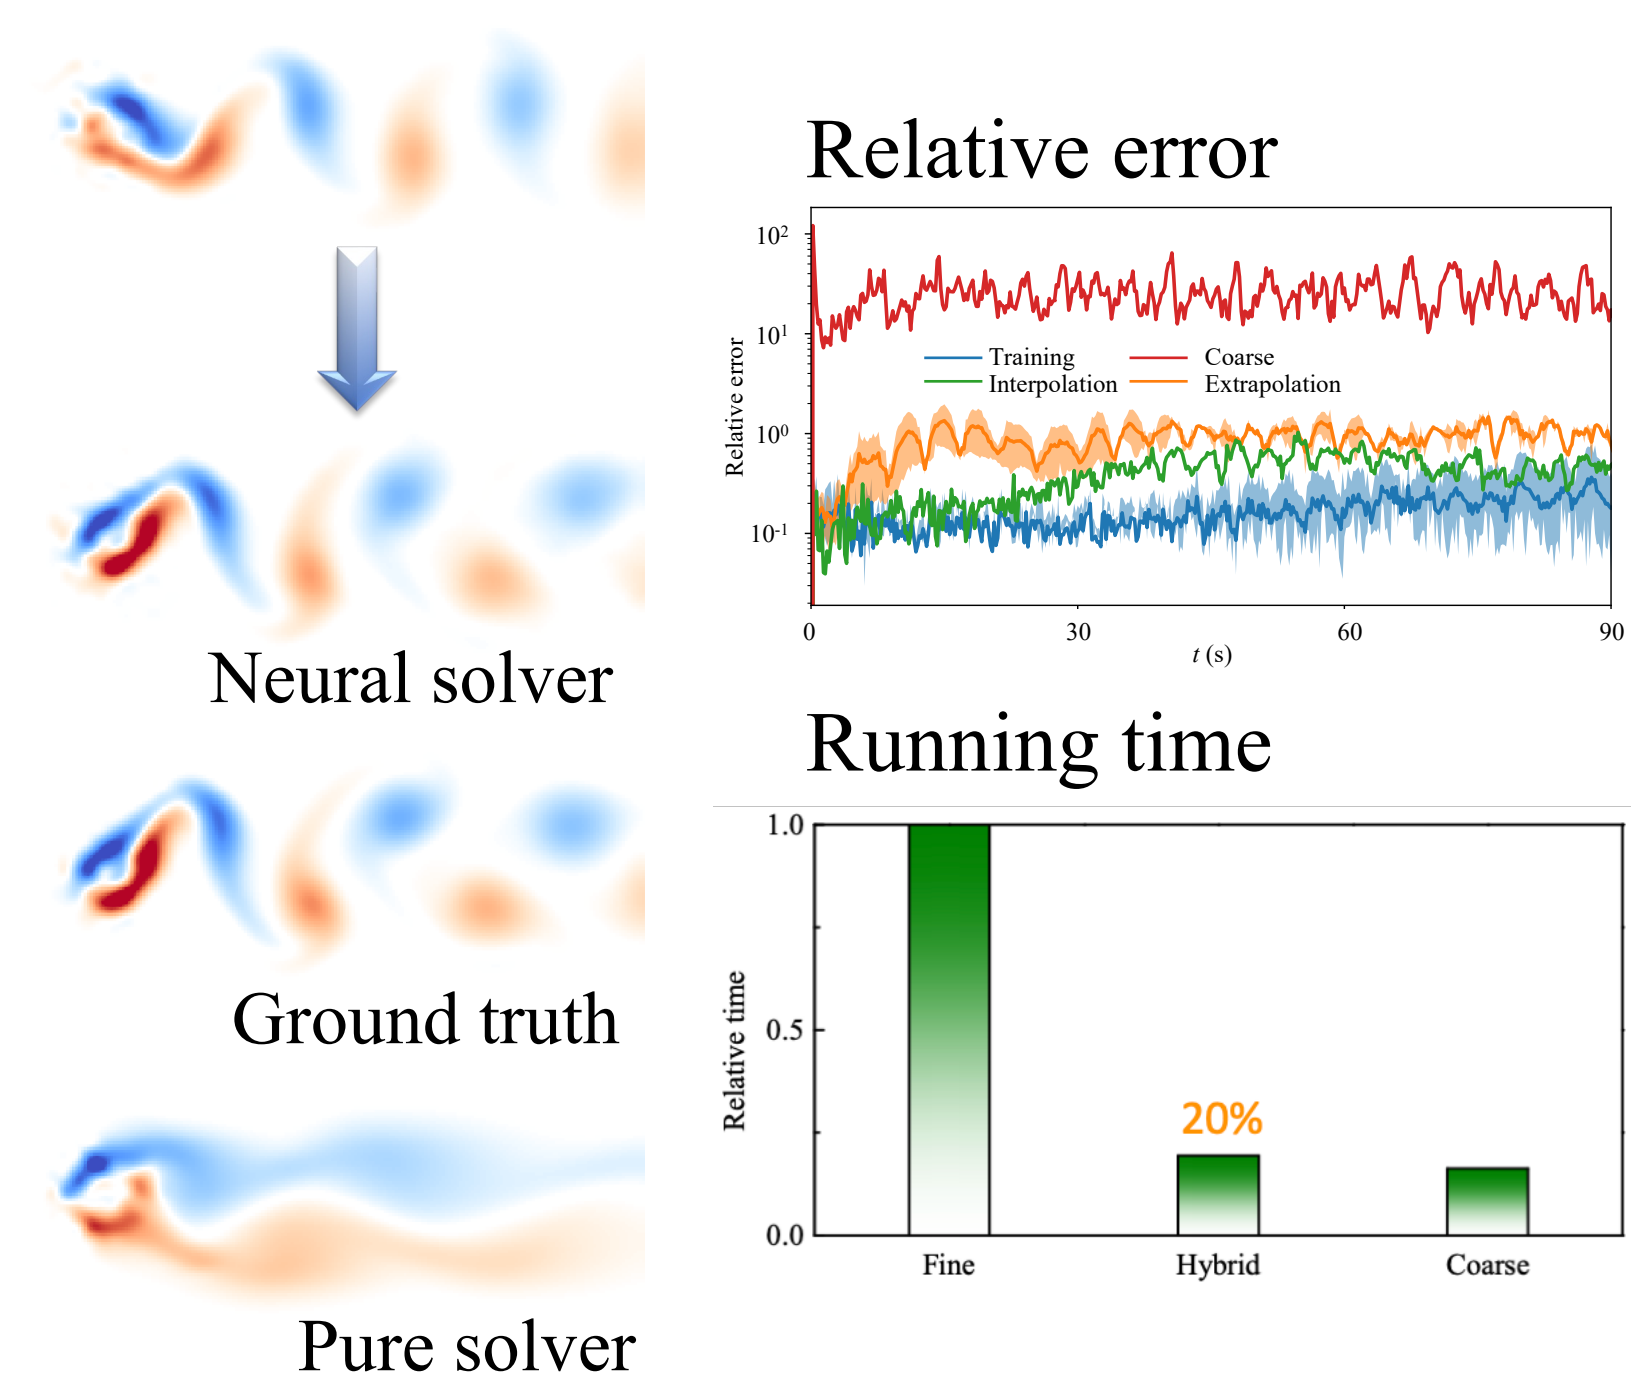 Neural solver
Ground truth
Pure solver
Relative error
Relative error
10²
10¹
10⁰
10⁻¹
Training
Coarse
Interpolation
Extrapolation
0
30
60
90
t (s)
Running time
Relative time
1.0
0.5
0.0
20%
Fine
Hybrid
Coarse